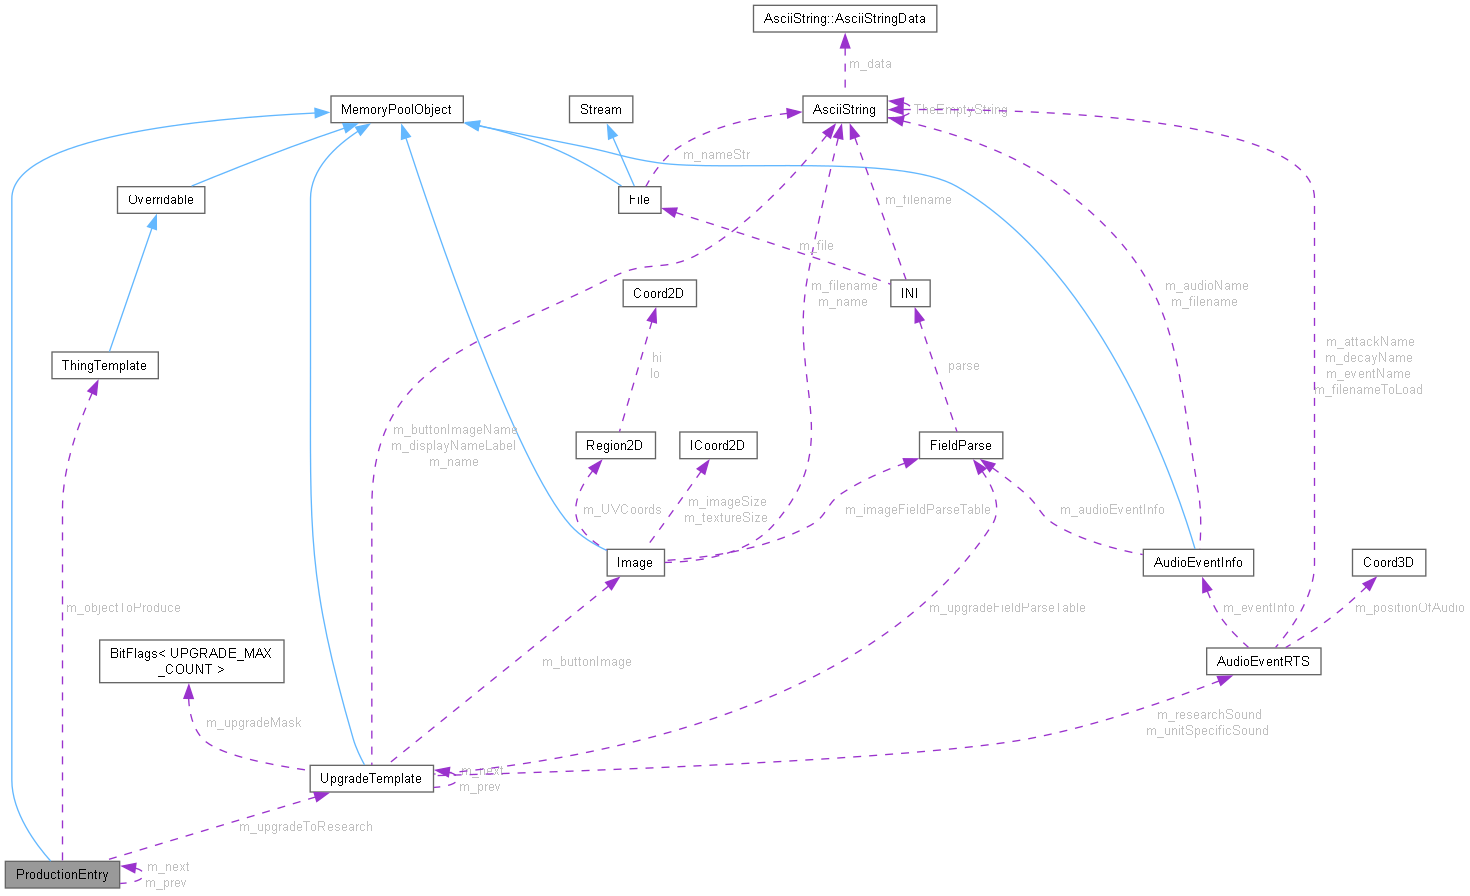 AsciiString::AsciiStringData
m_data
MemoryPoolObject
Stream
AsciiString
TheEmptyString
m_nameStr
Overridable
File
m_filename
m_file
Coord2D
INI
m_filename
m_name
m_audioName
m_filename
ThingTemplate
hi
lo
parse
m_attackName
m_decayName
m_eventName
m_filenameToLoad
m_buttonImageName
m_displayNameLabel
m_name
Region2D
ICoord2D
FieldParse
m_UVCoords
m_imageSize
m_textureSize
m_imageFieldParseTable
m_audioEventInfo
Image
AudioEventInfo
Coord3D
m_objectToProduce
m_upgradeFieldParseTable
m_eventInfo
m_positionOfAudio
BitFlags< UPGRADE_MAX
_COUNT >
m_buttonImage
AudioEventRTS
m_upgradeMask
m_researchSound
m_unitSpecificSound
UpgradeTemplate
m_next
m_prev
m_upgradeToResearch
ProductionEntry
m_next
m_prev